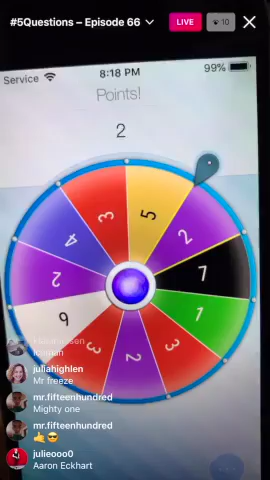 #5Questions – Episode 66
LIVE
10
Service
8:18 PM
99%
Points!
2
5
2
7
1
3
2
3
6
2
4
3
juliahighlen
Mr freeze
mr.fifteenhundred
Mighty one
mr.fifteenhundred
🤙😎
julieooo0
Aaron Eckhart